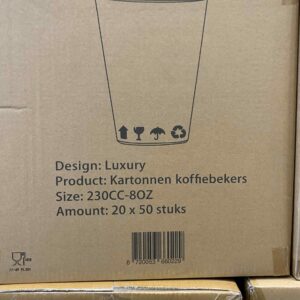 Design: Luxury
Product: Kartonnen koffiebekers
Size: 230CC-8OZ
Amount: 20 x 50 stuks